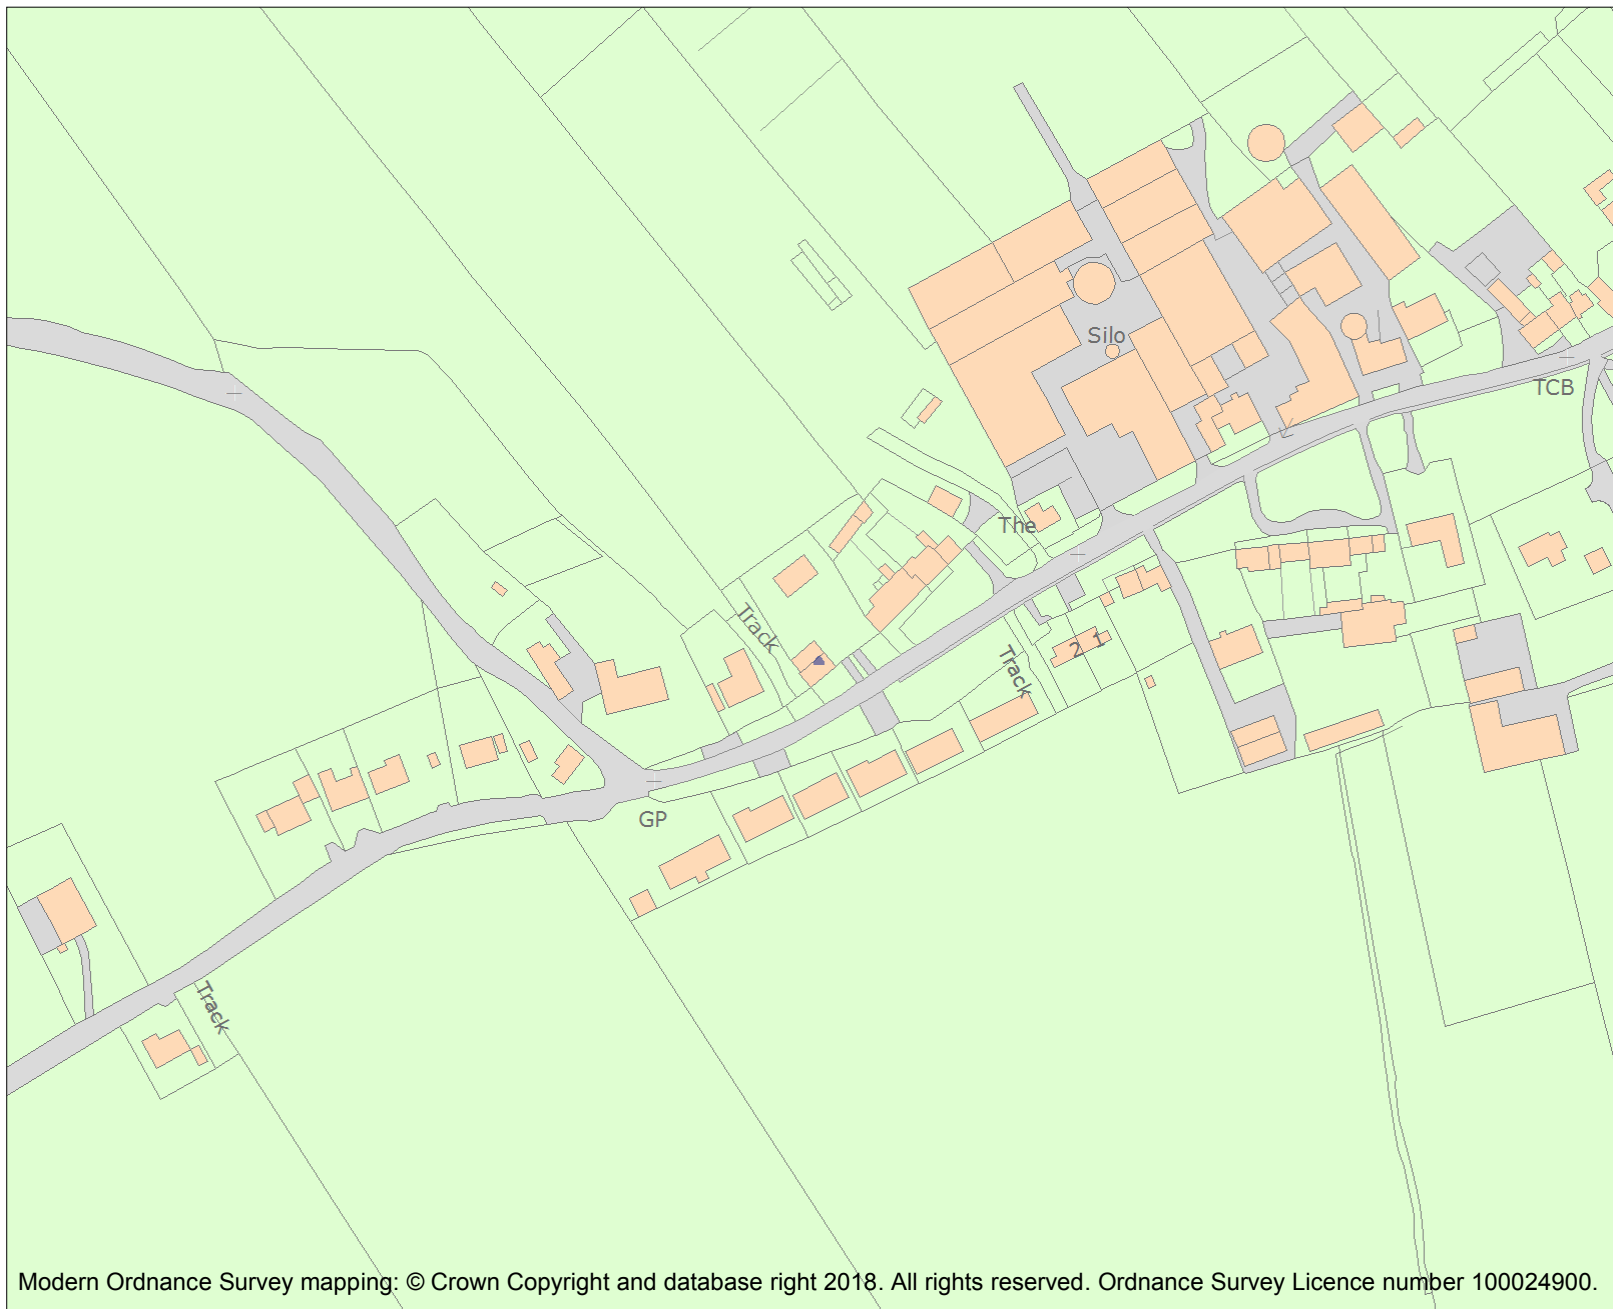 Silo
TCB
The
Track
2 1
Track
GP
Track
Modern Ordnance Survey mapping: © Crown Copyright and database right 2018. All rights reserved. Ordnance Survey Licence number 100024900.